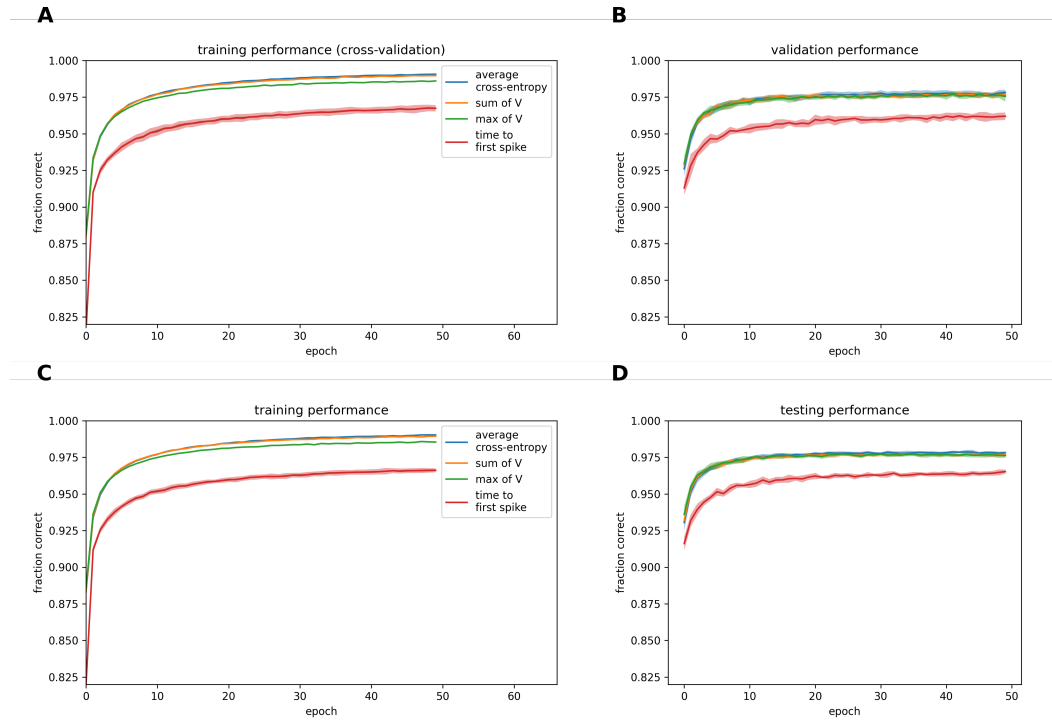 A
training performance (cross-validation)
1.000
0.975
0.950
0.925
0.900
0.875
0.850
0.825
fraction correct
0 10 20 30 40 50 60
epoch
average
cross-entropy
sum of V
max of V
time to
first spike
B
validation performance
1.000
0.975
0.950
0.925
0.900
0.875
0.850
0.825
fraction correct
0 10 20 30 40 50
epoch
C
training performance
1.000
0.975
0.950
0.925
0.900
0.875
0.850
0.825
fraction correct
0 10 20 30 40 50 60
epoch
average
cross-entropy
sum of V
max of V
time to
first spike
D
testing performance
1.000
0.975
0.950
0.925
0.900
0.875
0.850
0.825
fraction correct
0 10 20 30 40 50
epoch